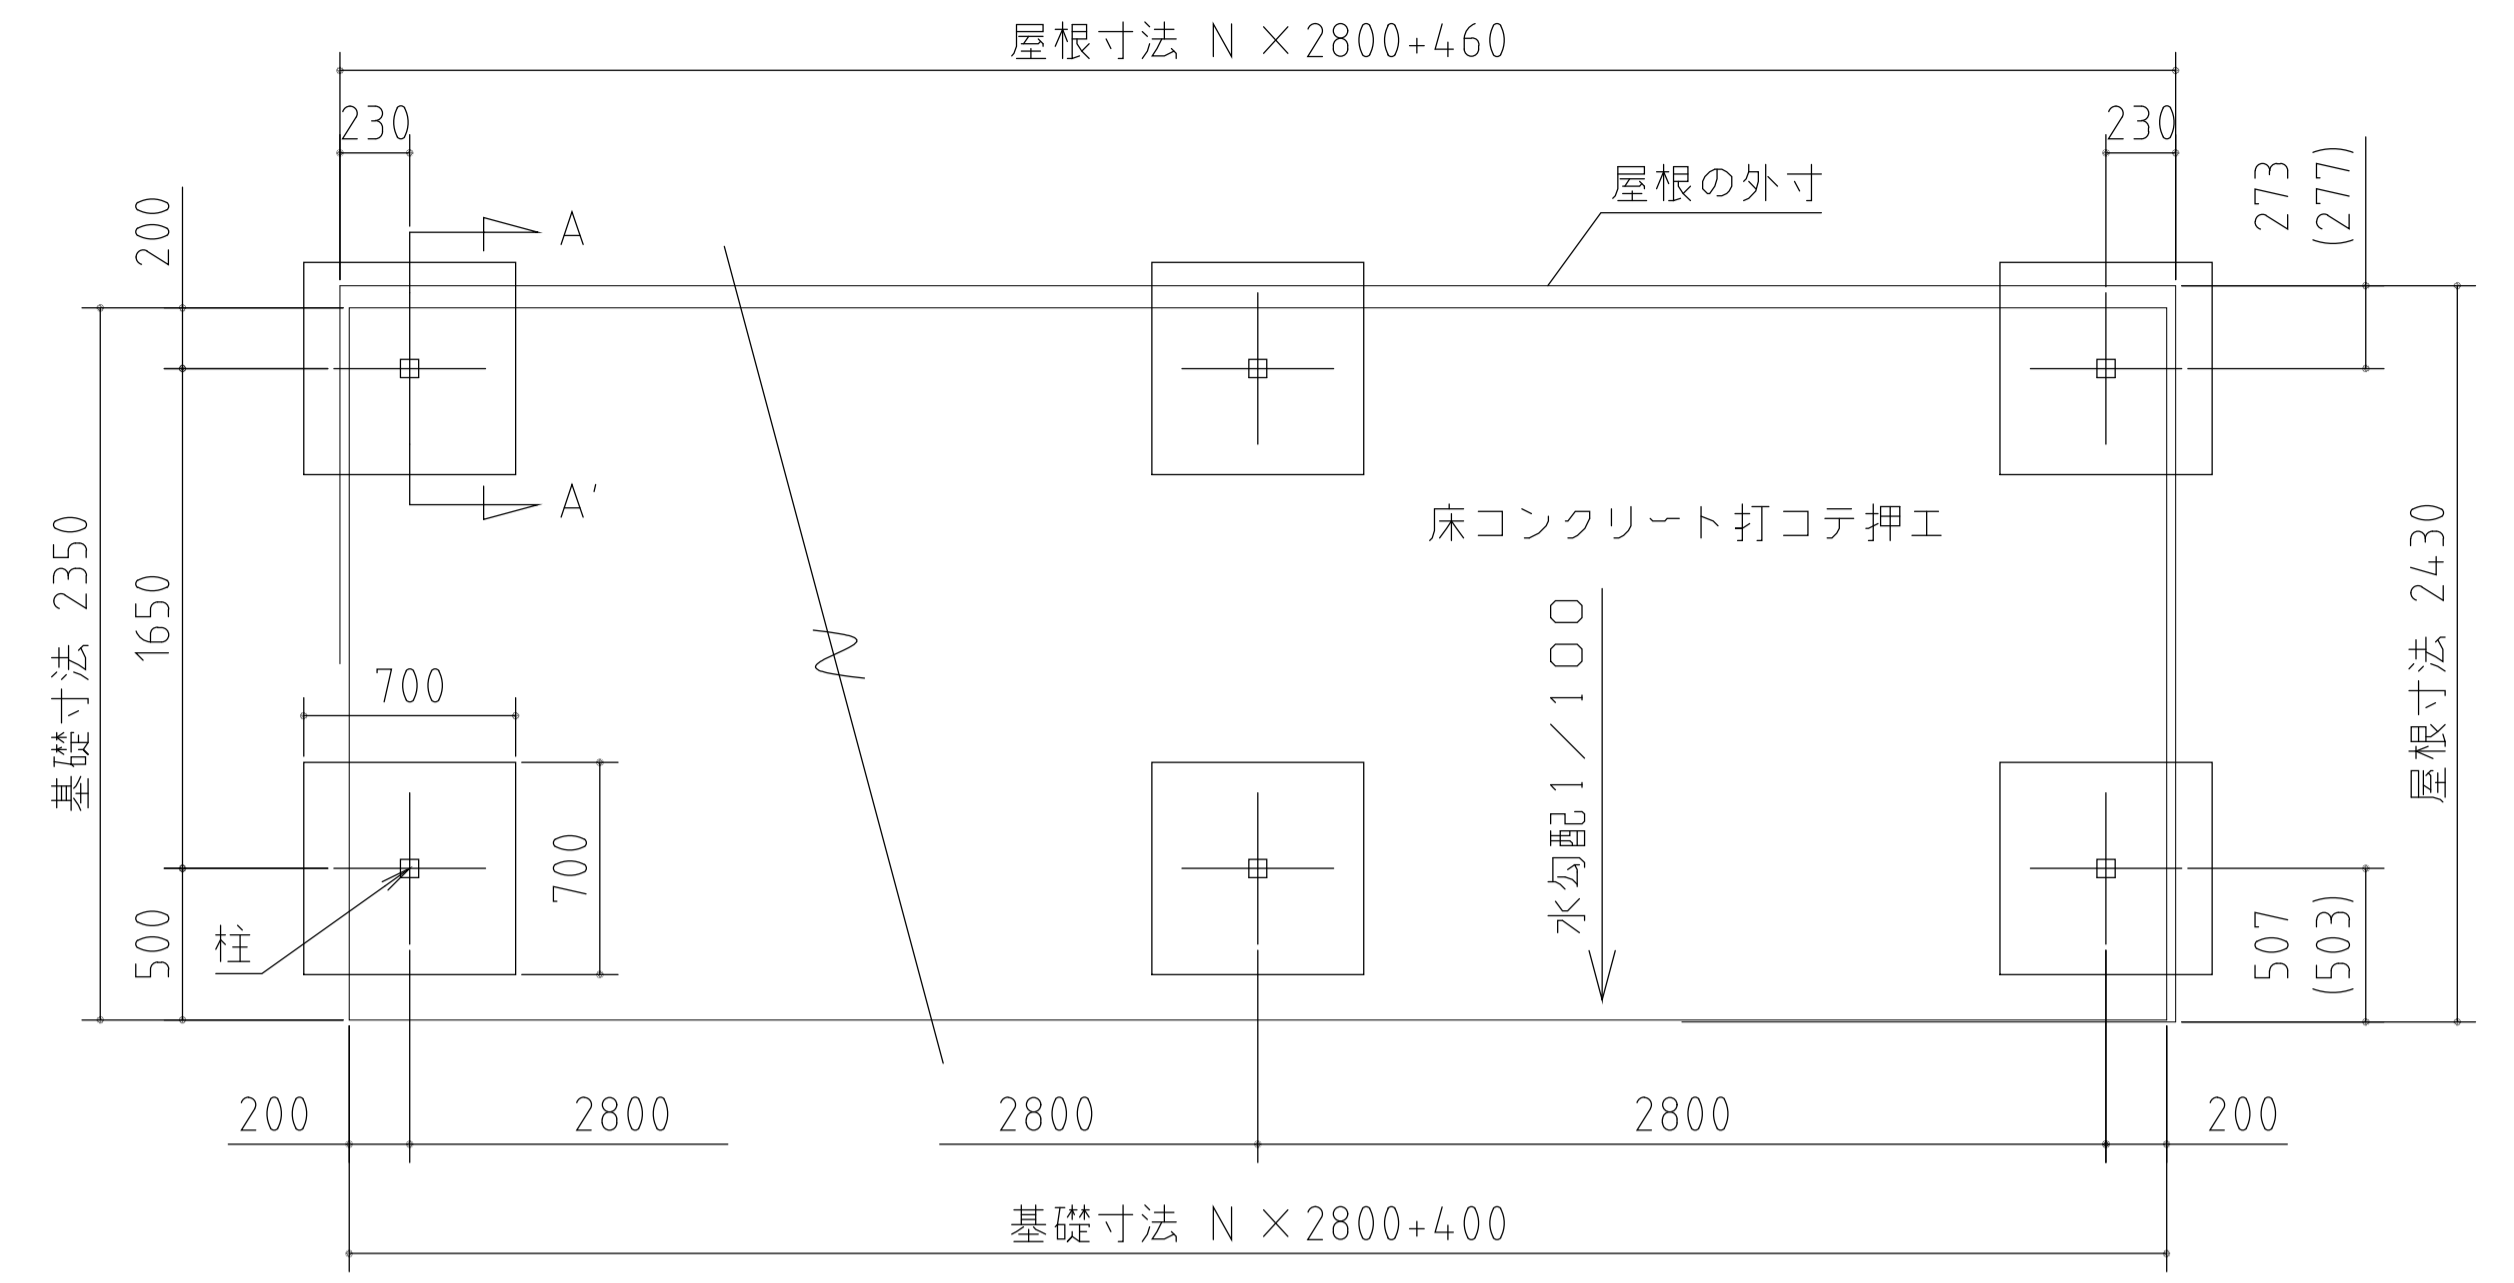 屋根寸法 N×2800+460
230
230
屋根の外寸
273
(277)
200
A
A'
床コンクリート打コテ押工
基礎寸法 2350
1650
屋根寸法 2430
700
700
水勾配1/100
柱
500
507
(503)
200
2800
2800
2800
200
基礎寸法 N×2800+400